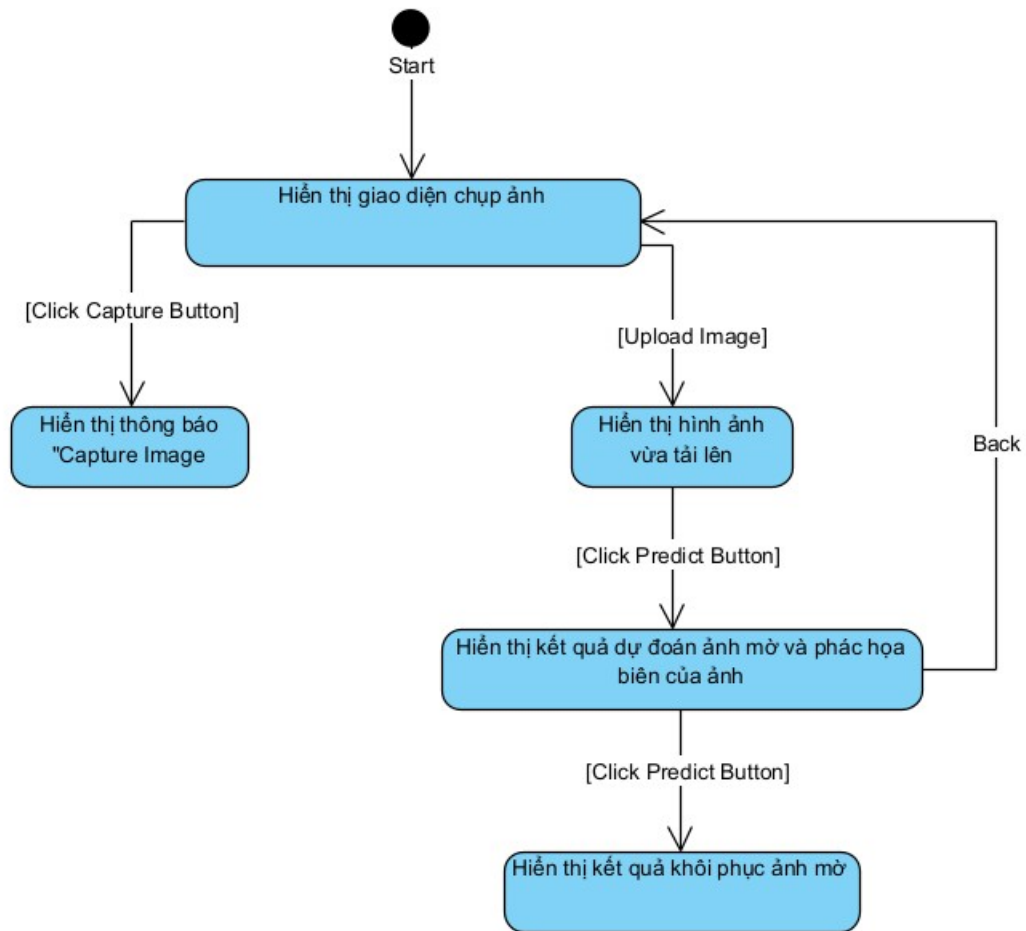 Start
Hiển thị giao diện chụp ảnh
[Click Capture Button]
[Upload Image]
Hiển thị thông báo
"Capture Image
Hiển thị hình ảnh
vừa tải lên
Back
[Click Predict Button]
Hiển thị kết quả dự đoán ảnh mờ và phác họa
biên của ảnh
[Click Predict Button]
Hiển thị kết quả khôi phục ảnh mờ